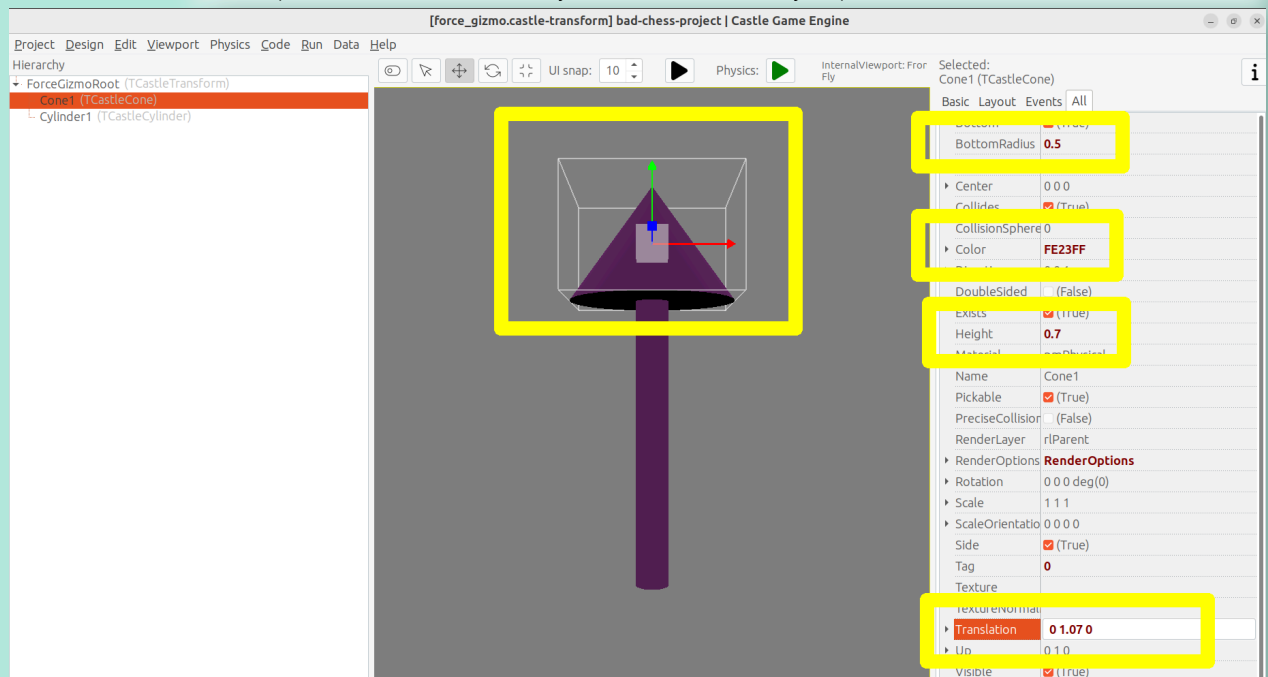 [force_gizmo.castle-transform] bad-chess-project | Castle Game Engine
Project Design Edit Viewport Physics Code Run Data Help
Hierarchy
ForceGizmoRoot (TCastleTransform)
Cone1 (TCastleCone)
Cylinder1 (TCastleCylinder)
UI snap: 10
Physics:
InternalViewport: Fror
Fly
Selected:
Cone1 (TCastleCone)
Basic Layout Events All
BottomRadius 0.5
Center 0 0 0
Collides (True)
CollisionSphere 0
Color FE23FF
DoubleSided (False)
Exists (True)
Height 0.7
Name Cone1
Pickable (True)
PreciseCollision (False)
RenderLayer rlParent
RenderOptions RenderOptions
Rotation 0 0 0 deg(0)
Scale 1 1 1
ScaleOrientatio 0 0 0 0
Side (True)
Tag 0
Texture
Translation 0 1.07 0
Up 0 1 0
Visible (True)